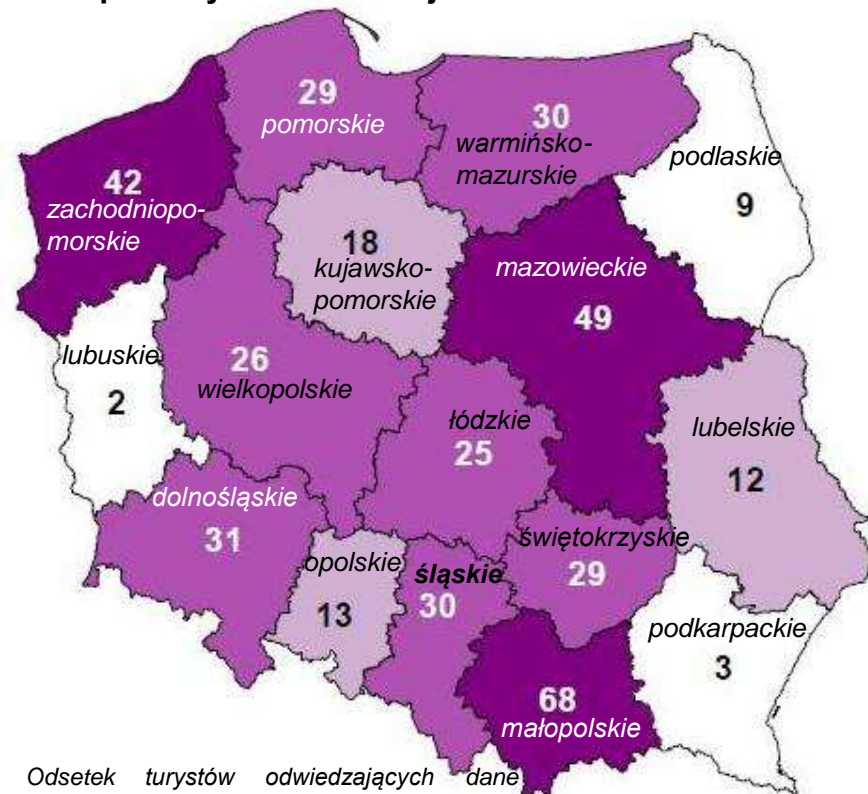 29
pomorskie
30
warmińsko-
mazurskie
podlaskie
9
42
zachodniopo-
morskie
18
kujawsko-
pomorskie
mazowieckie
49
lubuskie
2
26
wielkopolskie
łódzkie
25
lubelskie
12
dolnośląskie
31
opolskie
13
śląskie
30
świętokrzyskie
29
podkarpackie
3
68
małopolskie
Odsetek turystów odwiedzających dane